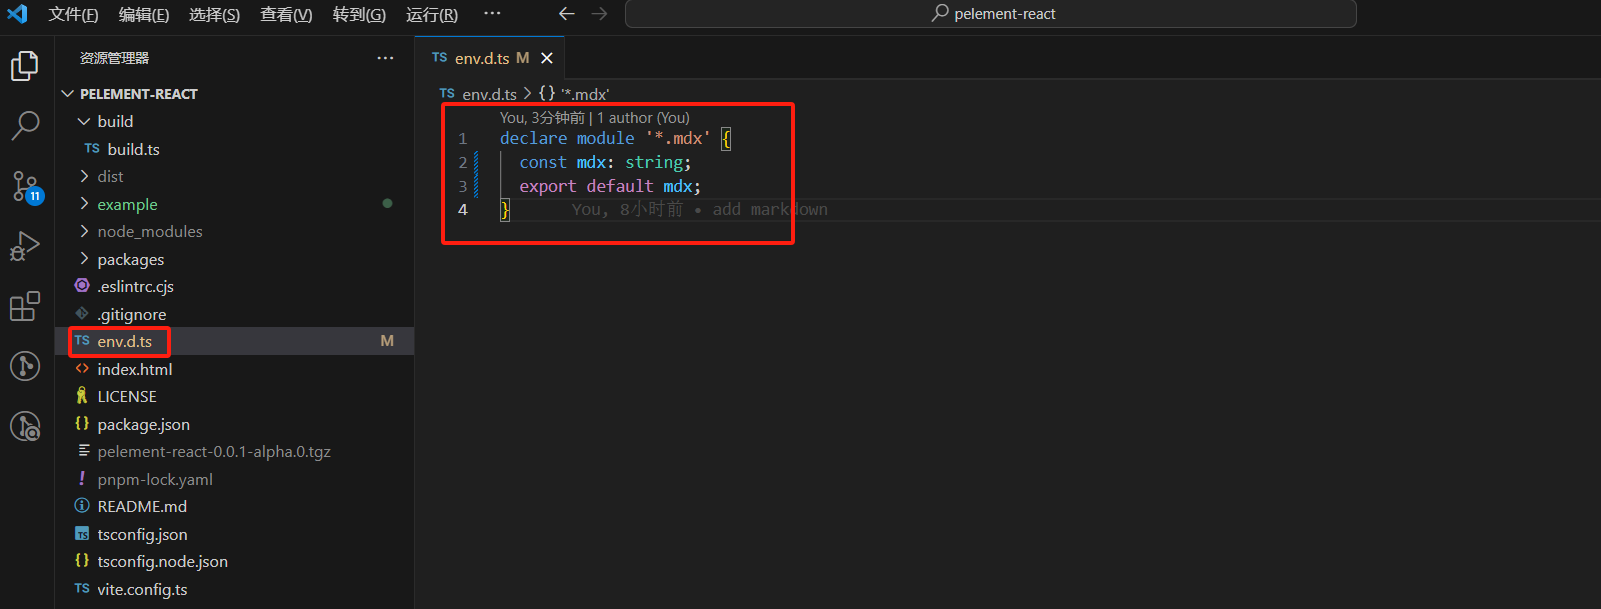 文件(F) 编辑(E) 选择(S) 查看(V) 转到(G) 运行(R) ··· pelement-react
资源管理器 ···
PELEMENT-REACT
build
TS build.ts
dist
example
node_modules
packages
.eslintrc.cjs
.gitignore
TS env.d.ts M
index.html
LICENSE
{} package.json
pelement-react-0.0.1-alpha.0.tgz
! pnpm-lock.yaml
README.md
TS tsconfig.json
{} tsconfig.node.json
TS vite.config.ts
11
TS env.d.ts M
TS env.d.ts > {} '*.mdx'
You, 3分钟前 | 1 author (You)
1 declare module '*.mdx' {
2 const mdx: string;
3 export default mdx;
4 } You, 8小时前 • add markdown